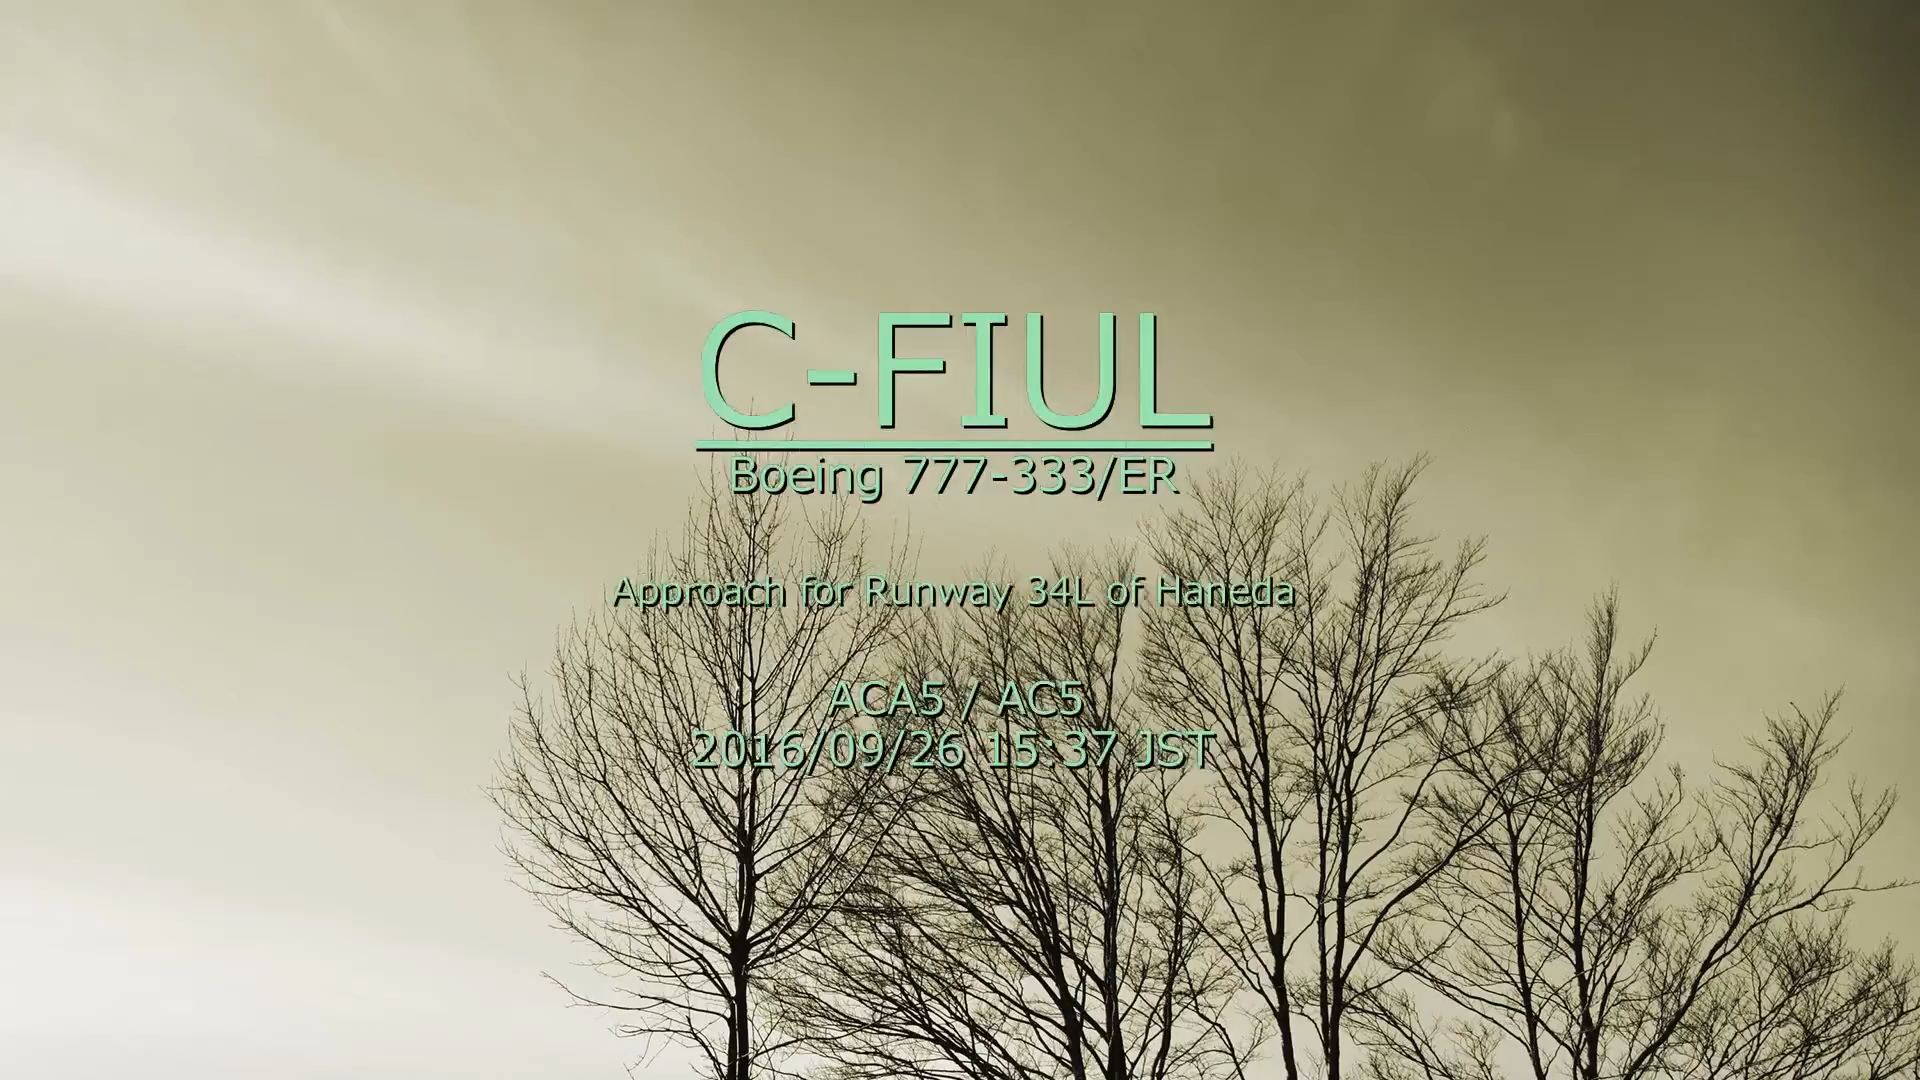 C-FIUL
Boeing 777-333/ER
Approach for Runway 34L of Haneda
ACA5 / AC5
2016/09/26 15:37 JST